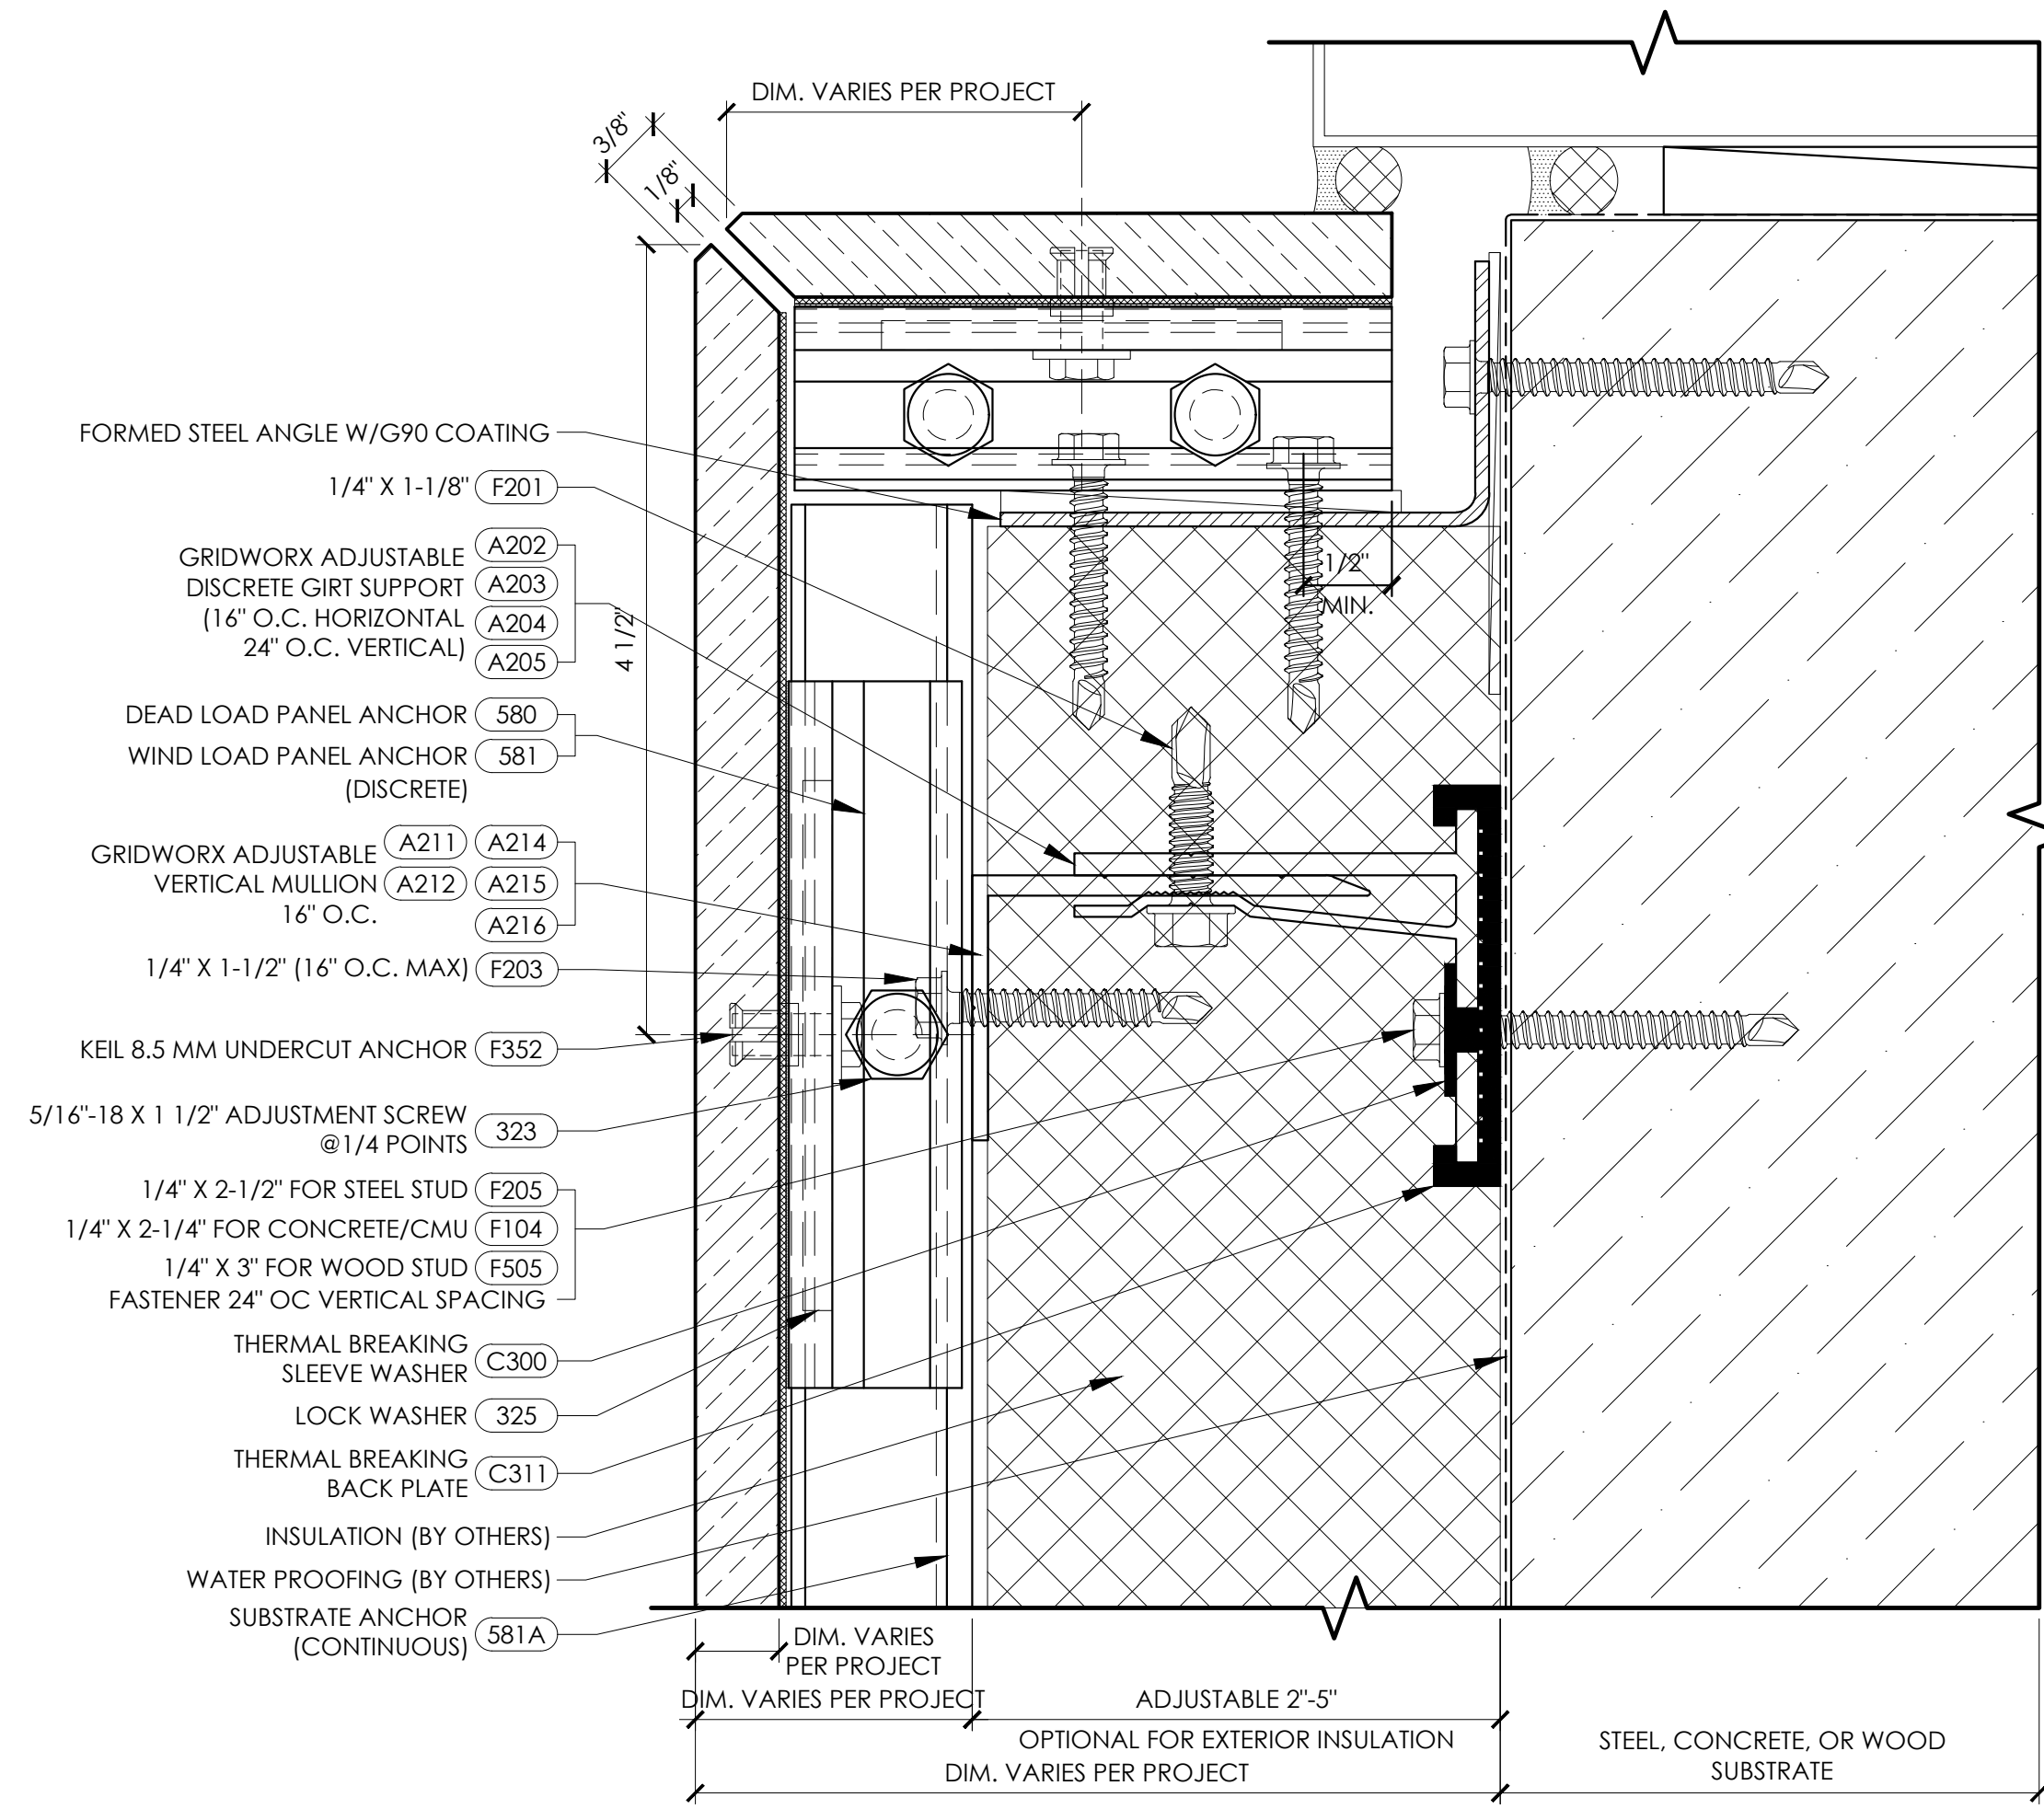 DIM. VARIES PER PROJECT
3/8"
1/8"
FORMED STEEL ANGLE W/G90 COATING
1/4" X 1-1/8" F201
GRIDWORX ADJUSTABLE
DISCRETE GIRT SUPPORT
(16" O.C. HORIZONTAL
24" O.C. VERTICAL)
A202
A203
A204
A205
4 1/2"
1/2"
MIN.
DEAD LOAD PANEL ANCHOR 580
WIND LOAD PANEL ANCHOR 581
(DISCRETE)
GRIDWORX ADJUSTABLE
VERTICAL MULLION
16" O.C.
A211 A214
A212 A215
A216
1/4" X 1-1/2" (16" O.C. MAX) F203
KEIL 8.5 MM UNDERCUT ANCHOR F352
5/16"-18 X 1 1/2" ADJUSTMENT SCREW
@1/4 POINTS
323
1/4" X 2-1/2" FOR STEEL STUD F205
1/4" X 2-1/4" FOR CONCRETE/CMU F104
1/4" X 3" FOR WOOD STUD F505
FASTENER 24" OC VERTICAL SPACING
THERMAL BREAKING
SLEEVE WASHER
C300
LOCK WASHER 325
THERMAL BREAKING
BACK PLATE
C311
INSULATION (BY OTHERS)
WATER PROOFING (BY OTHERS)
SUBSTRATE ANCHOR
(CONTINUOUS)
581A
DIM. VARIES
PER PROJECT
DIM. VARIES PER PROJECT
ADJUSTABLE 2"-5"
OPTIONAL FOR EXTERIOR INSULATION
DIM. VARIES PER PROJECT
STEEL, CONCRETE, OR WOOD
SUBSTRATE